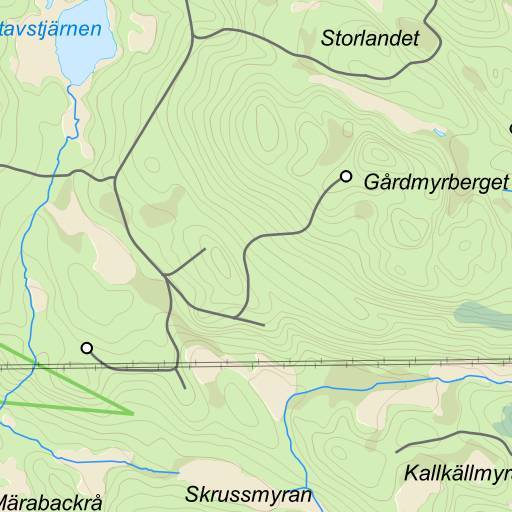 tavstjärnen
Storlandet
Gårdmyrberget
Kallkällmyra
Skrussmyran
Märabackrå